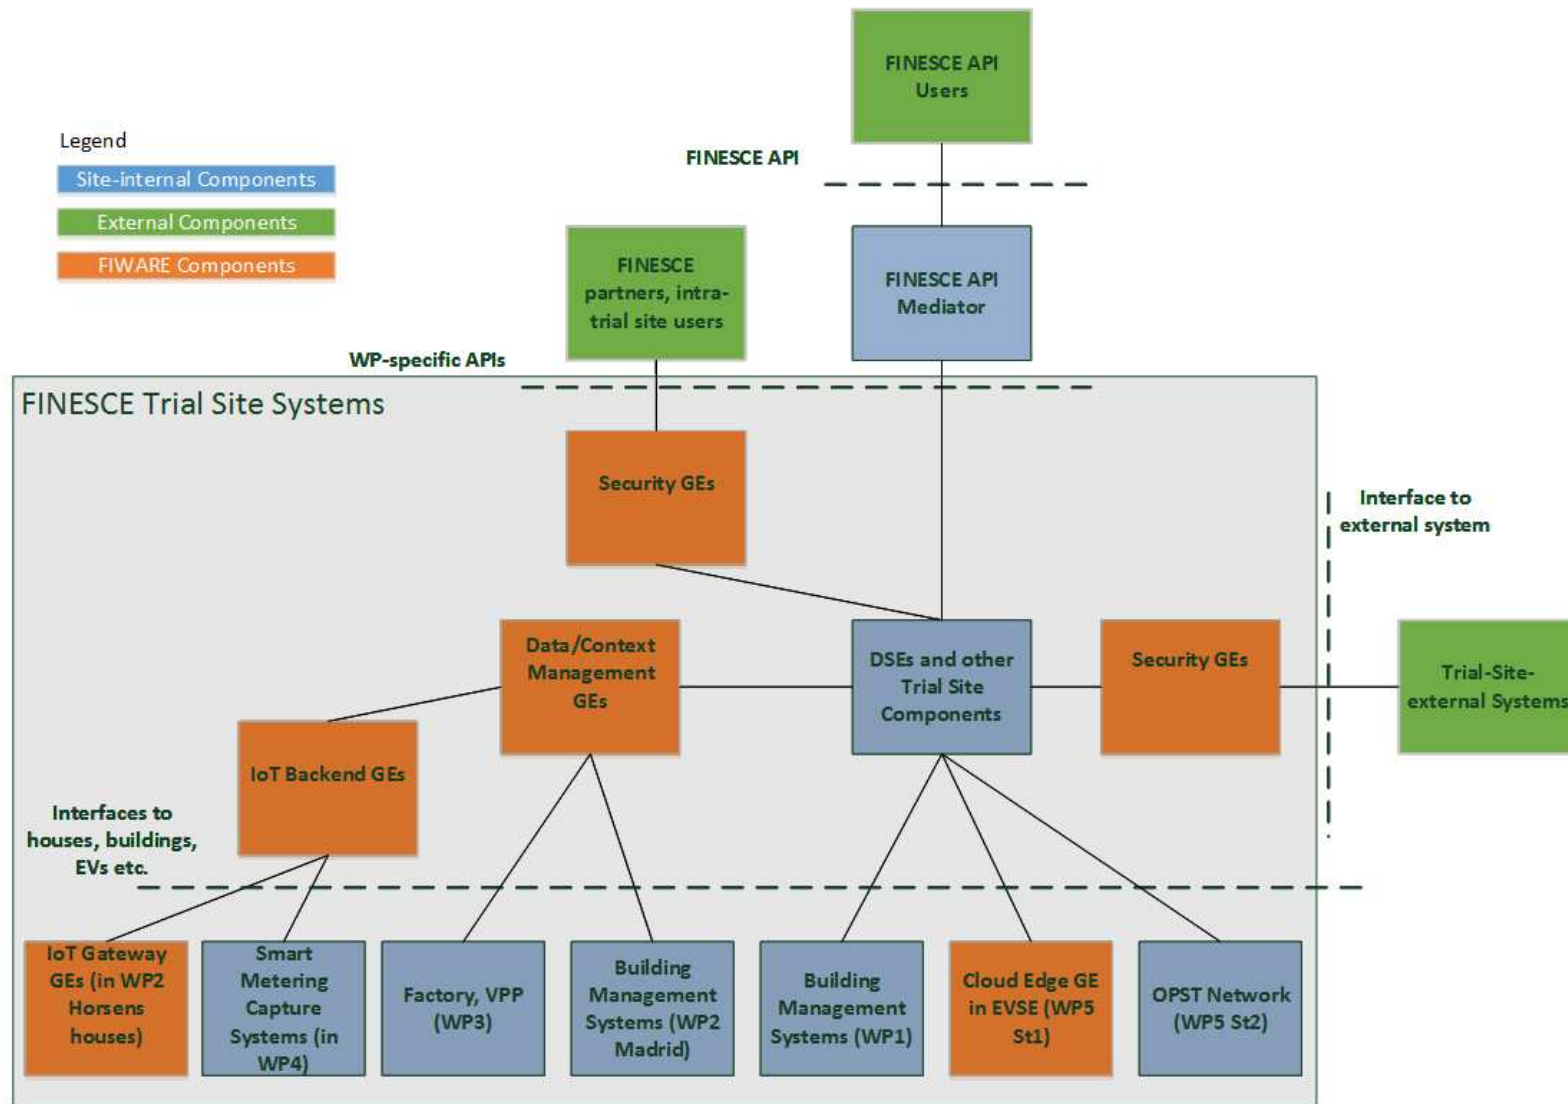 FINESCE API
Users
Legend
FINESCE API
Site-internal Components
External Components
FIWARE Components
FINESCE
partners, intra-
trial site users
FINESCE API
Mediator
WP-specific APIs
FINESCE Trial Site Systems
Security GEs
Interface to
external system
Data/Context
Management
GEs
DSEs and other
Trial Site
Components
Security GEs
Trial-Site-
external Systems
IoT Backend GEs
Interfaces to
houses, buildings,
EVs etc.
IoT Gateway
GEs (in WP2
Horsens
houses)
Smart
Metering
Capture
Systems (in
WP4)
Factory, VPP
(WP3)
Building
Management
Systems (WP2
Madrid)
Building
Management
Systems (WP1)
Cloud Edge GE
in EVSE (WP5
St1)
OPST Network
(WP5 St2)